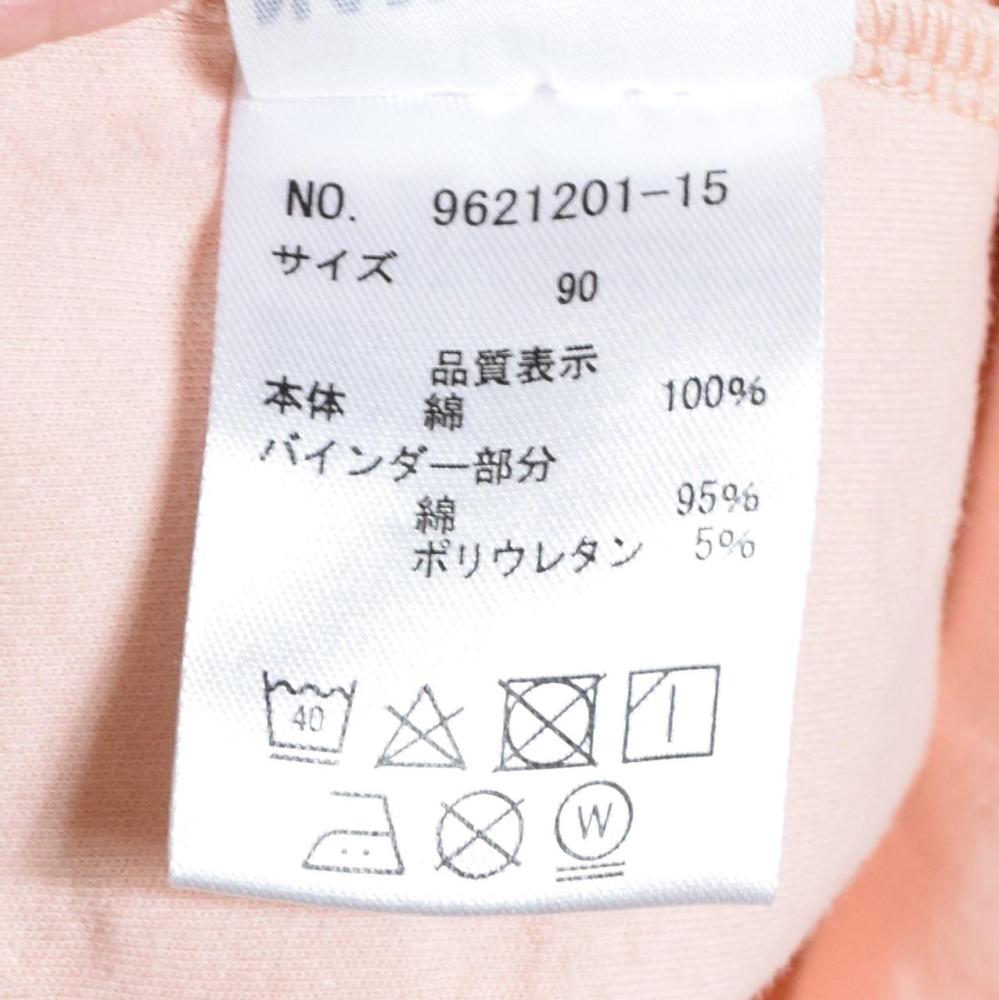 NO. 9621201-15
サイズ 90
品質表示
本体 綿 100%
バインダー部分
綿 95%
ポリウレタン 5%
40
W